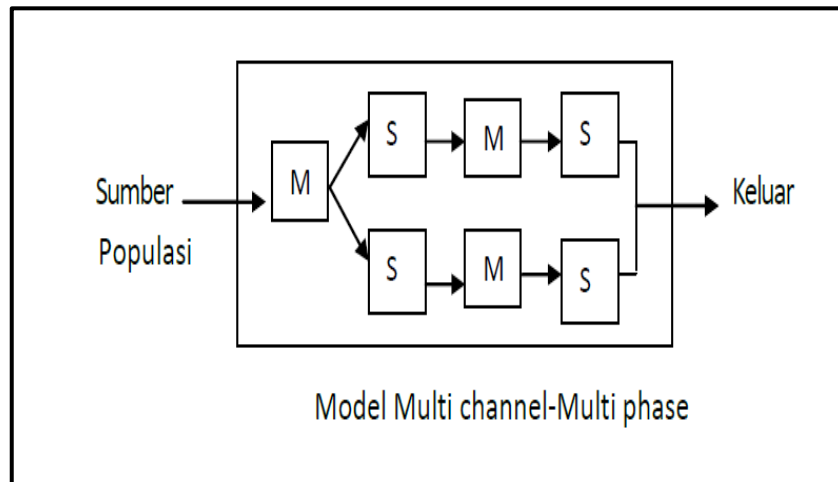 S M S
M
Sumber Keluar
Populasi
S M S
Model Multi channel-Multi phase